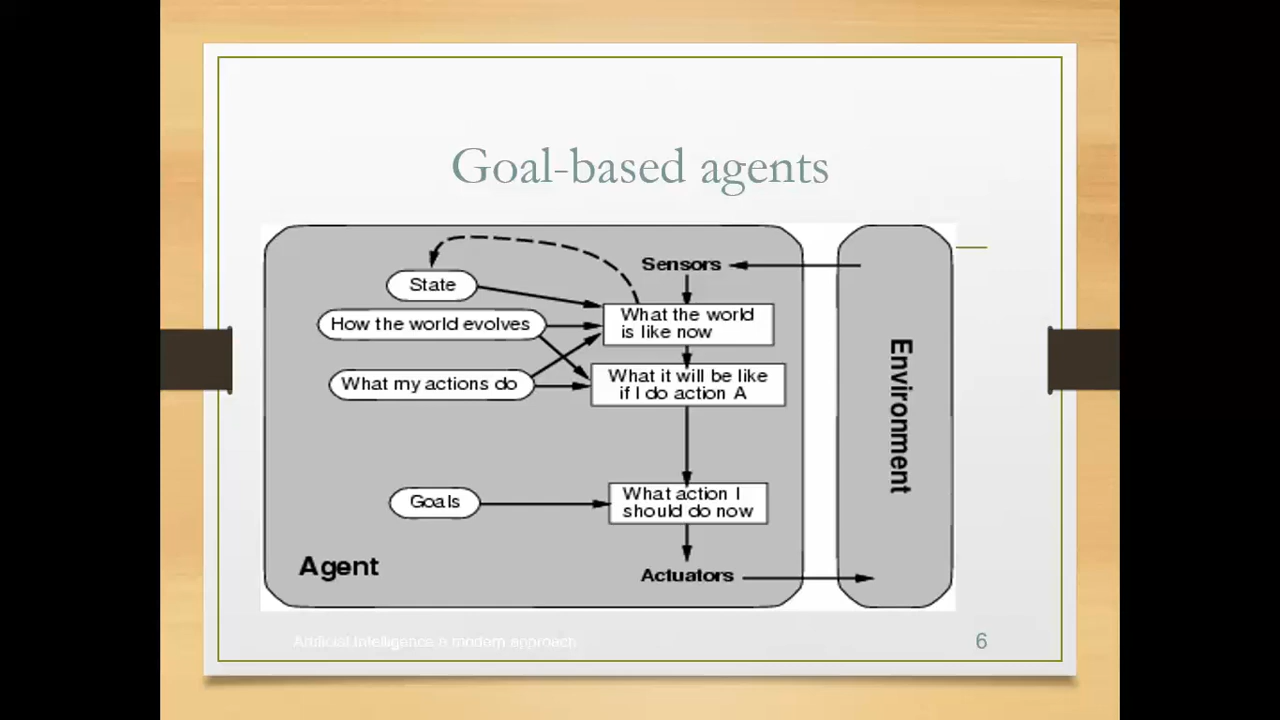 Goal-based agents
Sensors
State
What the world
is like now
How the world evolves
What it will be like
if I do action A
What my actions do
Environment
Goals
What action I
should do now
Agent
Actuators
Artificial Intelligence a modern approach
6